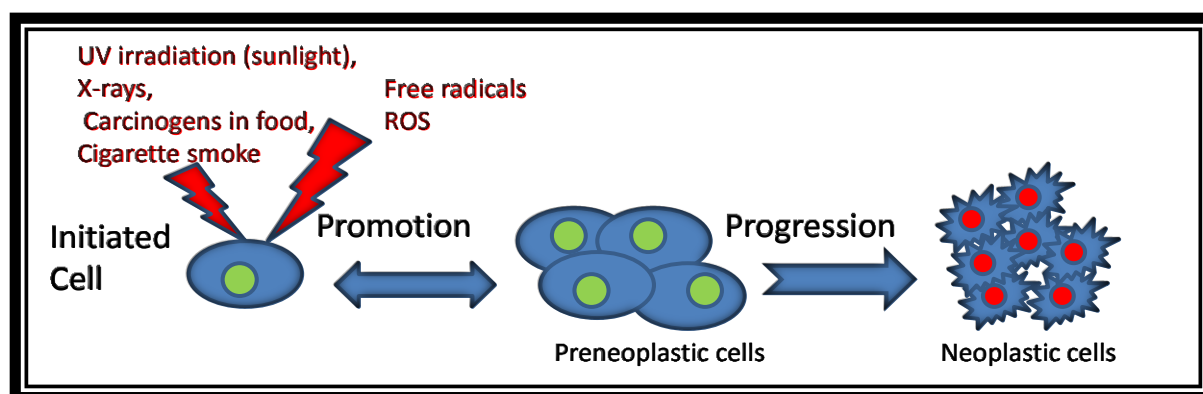 UV irradiation (sunlight),
X-rays,
Carcinogens in food,
Cigarette smoke
Free radicals
ROS
Initiated
Cell
Promotion
Progression
Preneoplastic cells
Neoplastic cells